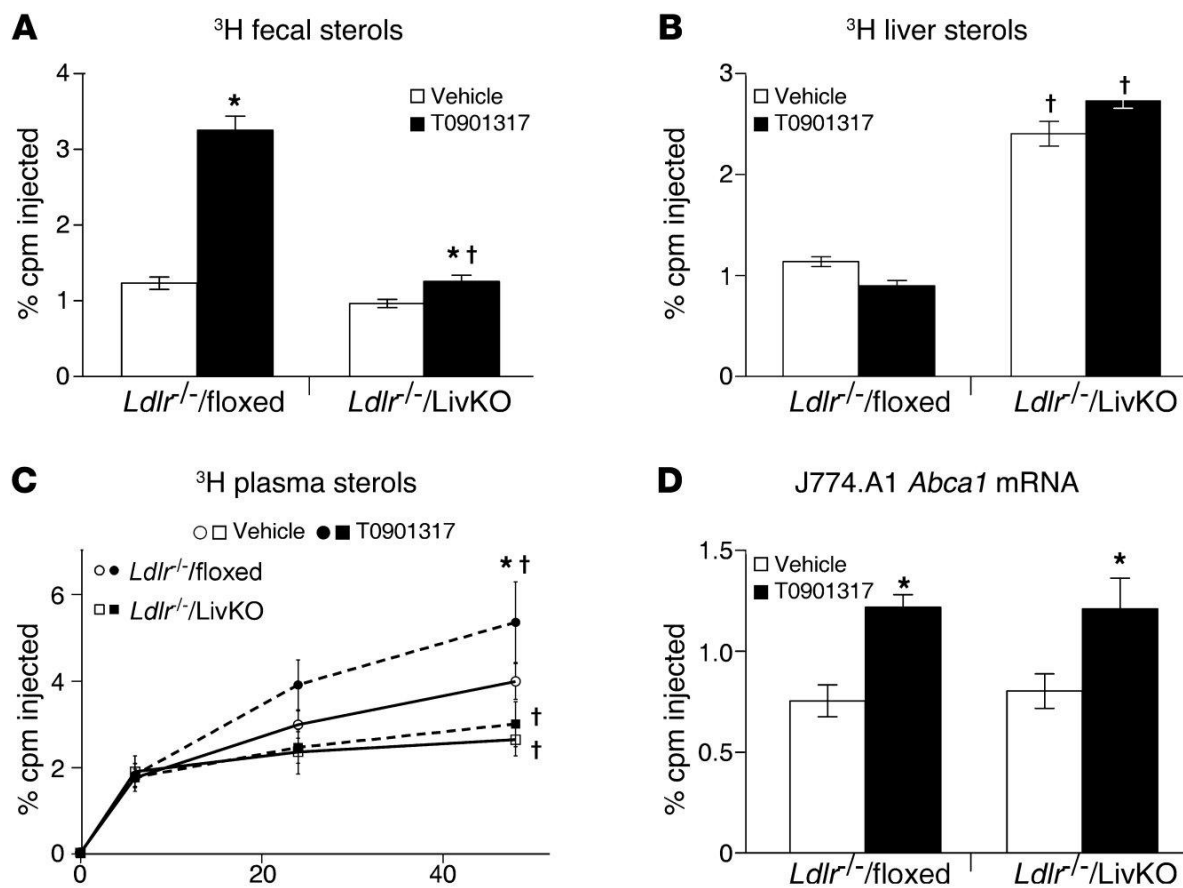 A
³H fecal sterols
% cpm injected
4
3
2
1
0
Vehicle
T0901317
*
* †
Ldlr⁻/⁻/floxed
Ldlr⁻/⁻/LivKO
B
³H liver sterols
% cpm injected
3
2
1
0
Vehicle
T0901317
†
†
Ldlr⁻/⁻/floxed
Ldlr⁻/⁻/LivKO
C
³H plasma sterols
Vehicle T0901317
Ldlr⁻/⁻/floxed
Ldlr⁻/⁻/LivKO
% cpm injected
6
4
2
0
* †
†
†
0 20 40
D
J774.A1 Abca1 mRNA
% cpm injected
1.5
1.0
0.5
0
Vehicle
T0901317
*
*
Ldlr⁻/⁻/floxed
Ldlr⁻/⁻/LivKO